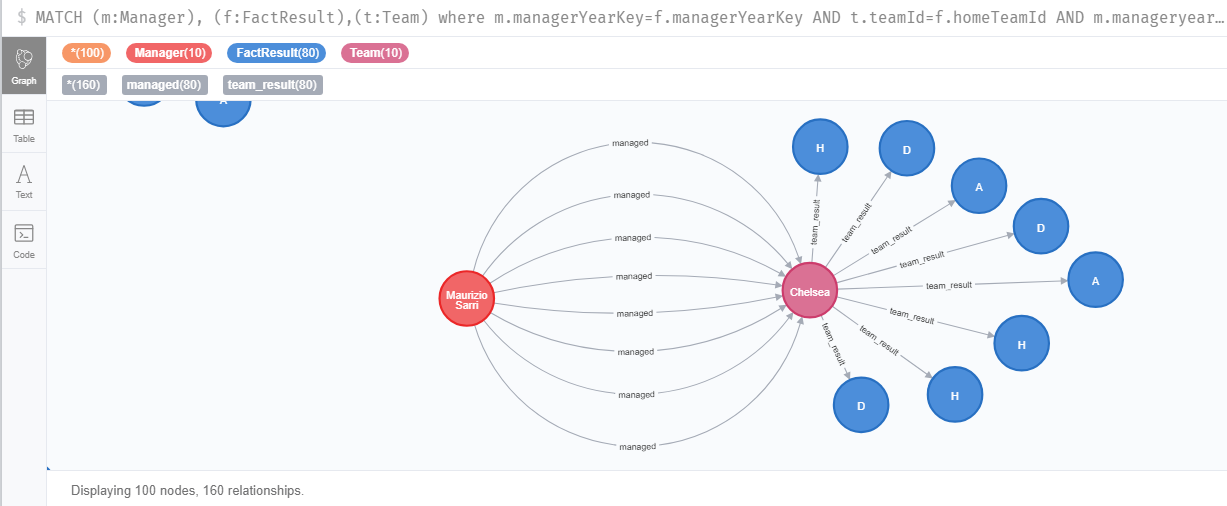 $ MATCH (m:Manager), (f:FactResult),(t:Team) where m.managerYearKey=f.managerYearKey AND t.teamId=f.homeTeamId AND m.manageryear…
*(100) Manager(10) FactResult(80) Team(10)
*(160) managed(80) team_result(80)
Graph
Table
Text
Code
A
managed
managed
managed
managed
managed
managed
managed
managed
Maurizio
Sarri
Chelsea
team_result
team_result
team_result
team_result
team_result
team_result
team_result
team_result
H
D
A
D
A
H
H
D
Displaying 100 nodes, 160 relationships.